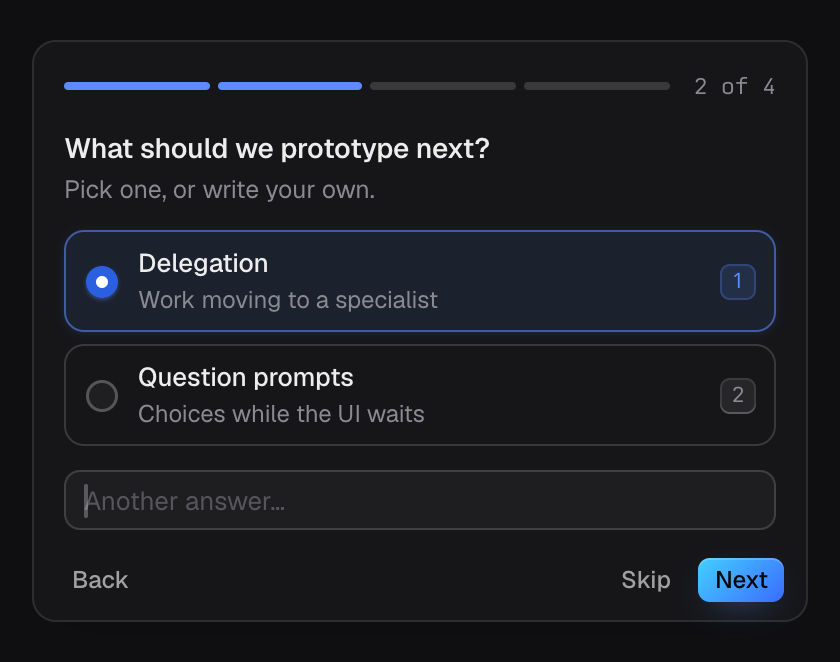 2 of 4
What should we prototype next?
Pick one, or write your own.
Delegation
Work moving to a specialist
1
Question prompts
Choices while the UI waits
2
Another answer…
Back
Skip
Next